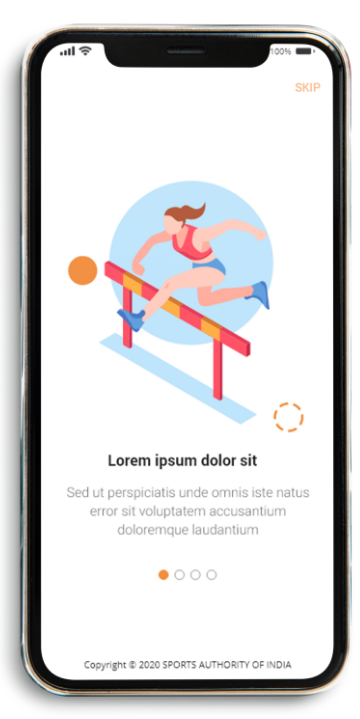 100%
SKIP
Lorem ipsum dolor sit
Sed ut perspiciatis unde omnis iste natus
error sit voluptatem accusantium
doloremque laudantium
Copyright © 2020 SPORTS AUTHORITY OF INDIA